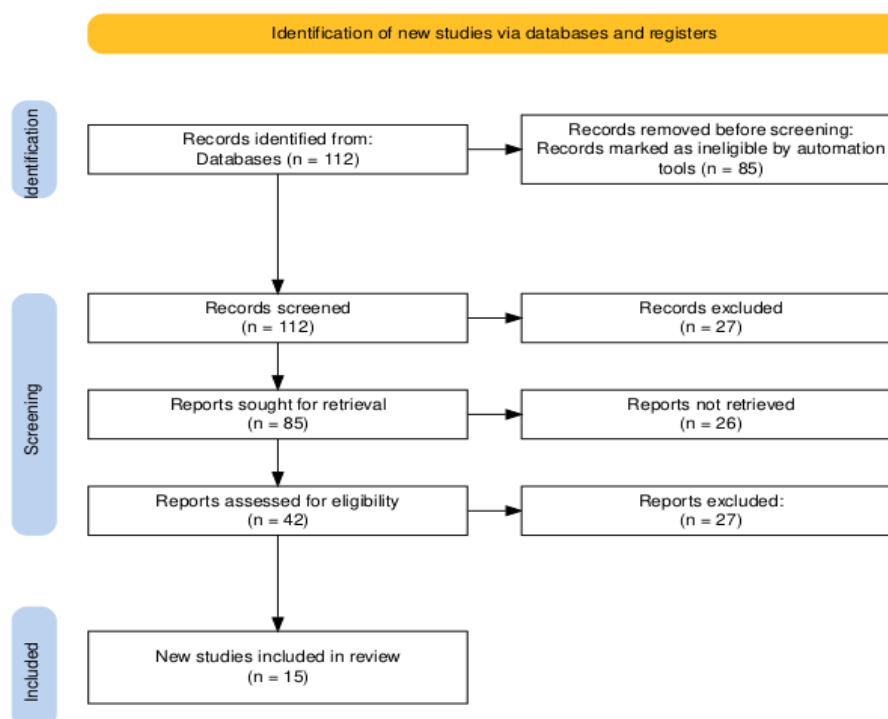 Identification of new studies via databases and registers
Identification
Records identified from:
Databases (n = 112)
Records removed before screening:
Records marked as ineligible by automation
tools (n = 85)
Screening
Records screened
(n = 112)
Records excluded
(n = 27)
Reports sought for retrieval
(n = 85)
Reports not retrieved
(n = 26)
Reports assessed for eligibility
(n = 42)
Reports excluded:
(n = 27)
Included
New studies included in review
(n = 15)